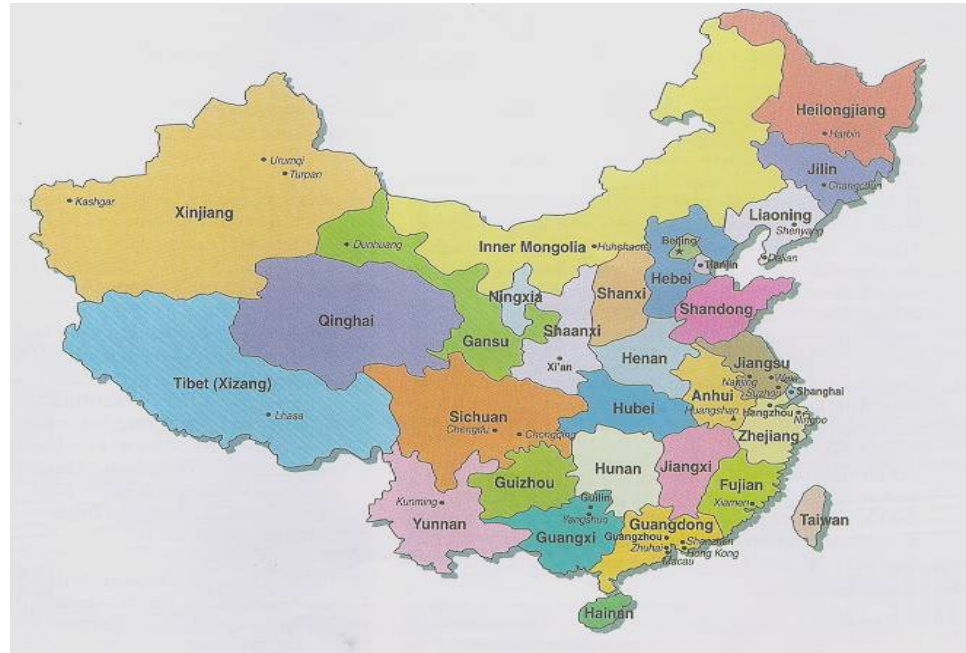 Heilongjiang
Harbin
Jilin
Changchun
Urumqi
Turpan
Kashgar
Xinjiang
Liaoning
Shenyang
Dunhuang
Inner Mongolia
Huhehaote
Beijing
Dalian
Tianjin
Hebei
Ningxia
Shanxi
Shandong
Qinghai
Shaanxi
Gansu
Henan
Jiangsu
Xi'an
Tibet (Xizang)
Nanjing
Wuxi
Suzhou
Shanghai
Anhui
Hubei
Huangshan
Hangzhou
Ningbo
Lhasa
Sichuan
Chengdu
Chongqing
Zhejiang
Hunan
Jiangxi
Guizhou
Fujian
Kunming
Guilin
Xiamen
Yangshuo
Yunnan
Guangdong
Taiwan
Guangxi
Guangzhou
Shenzhen
Zhuhai
Hong Kong
Macau
Hainan